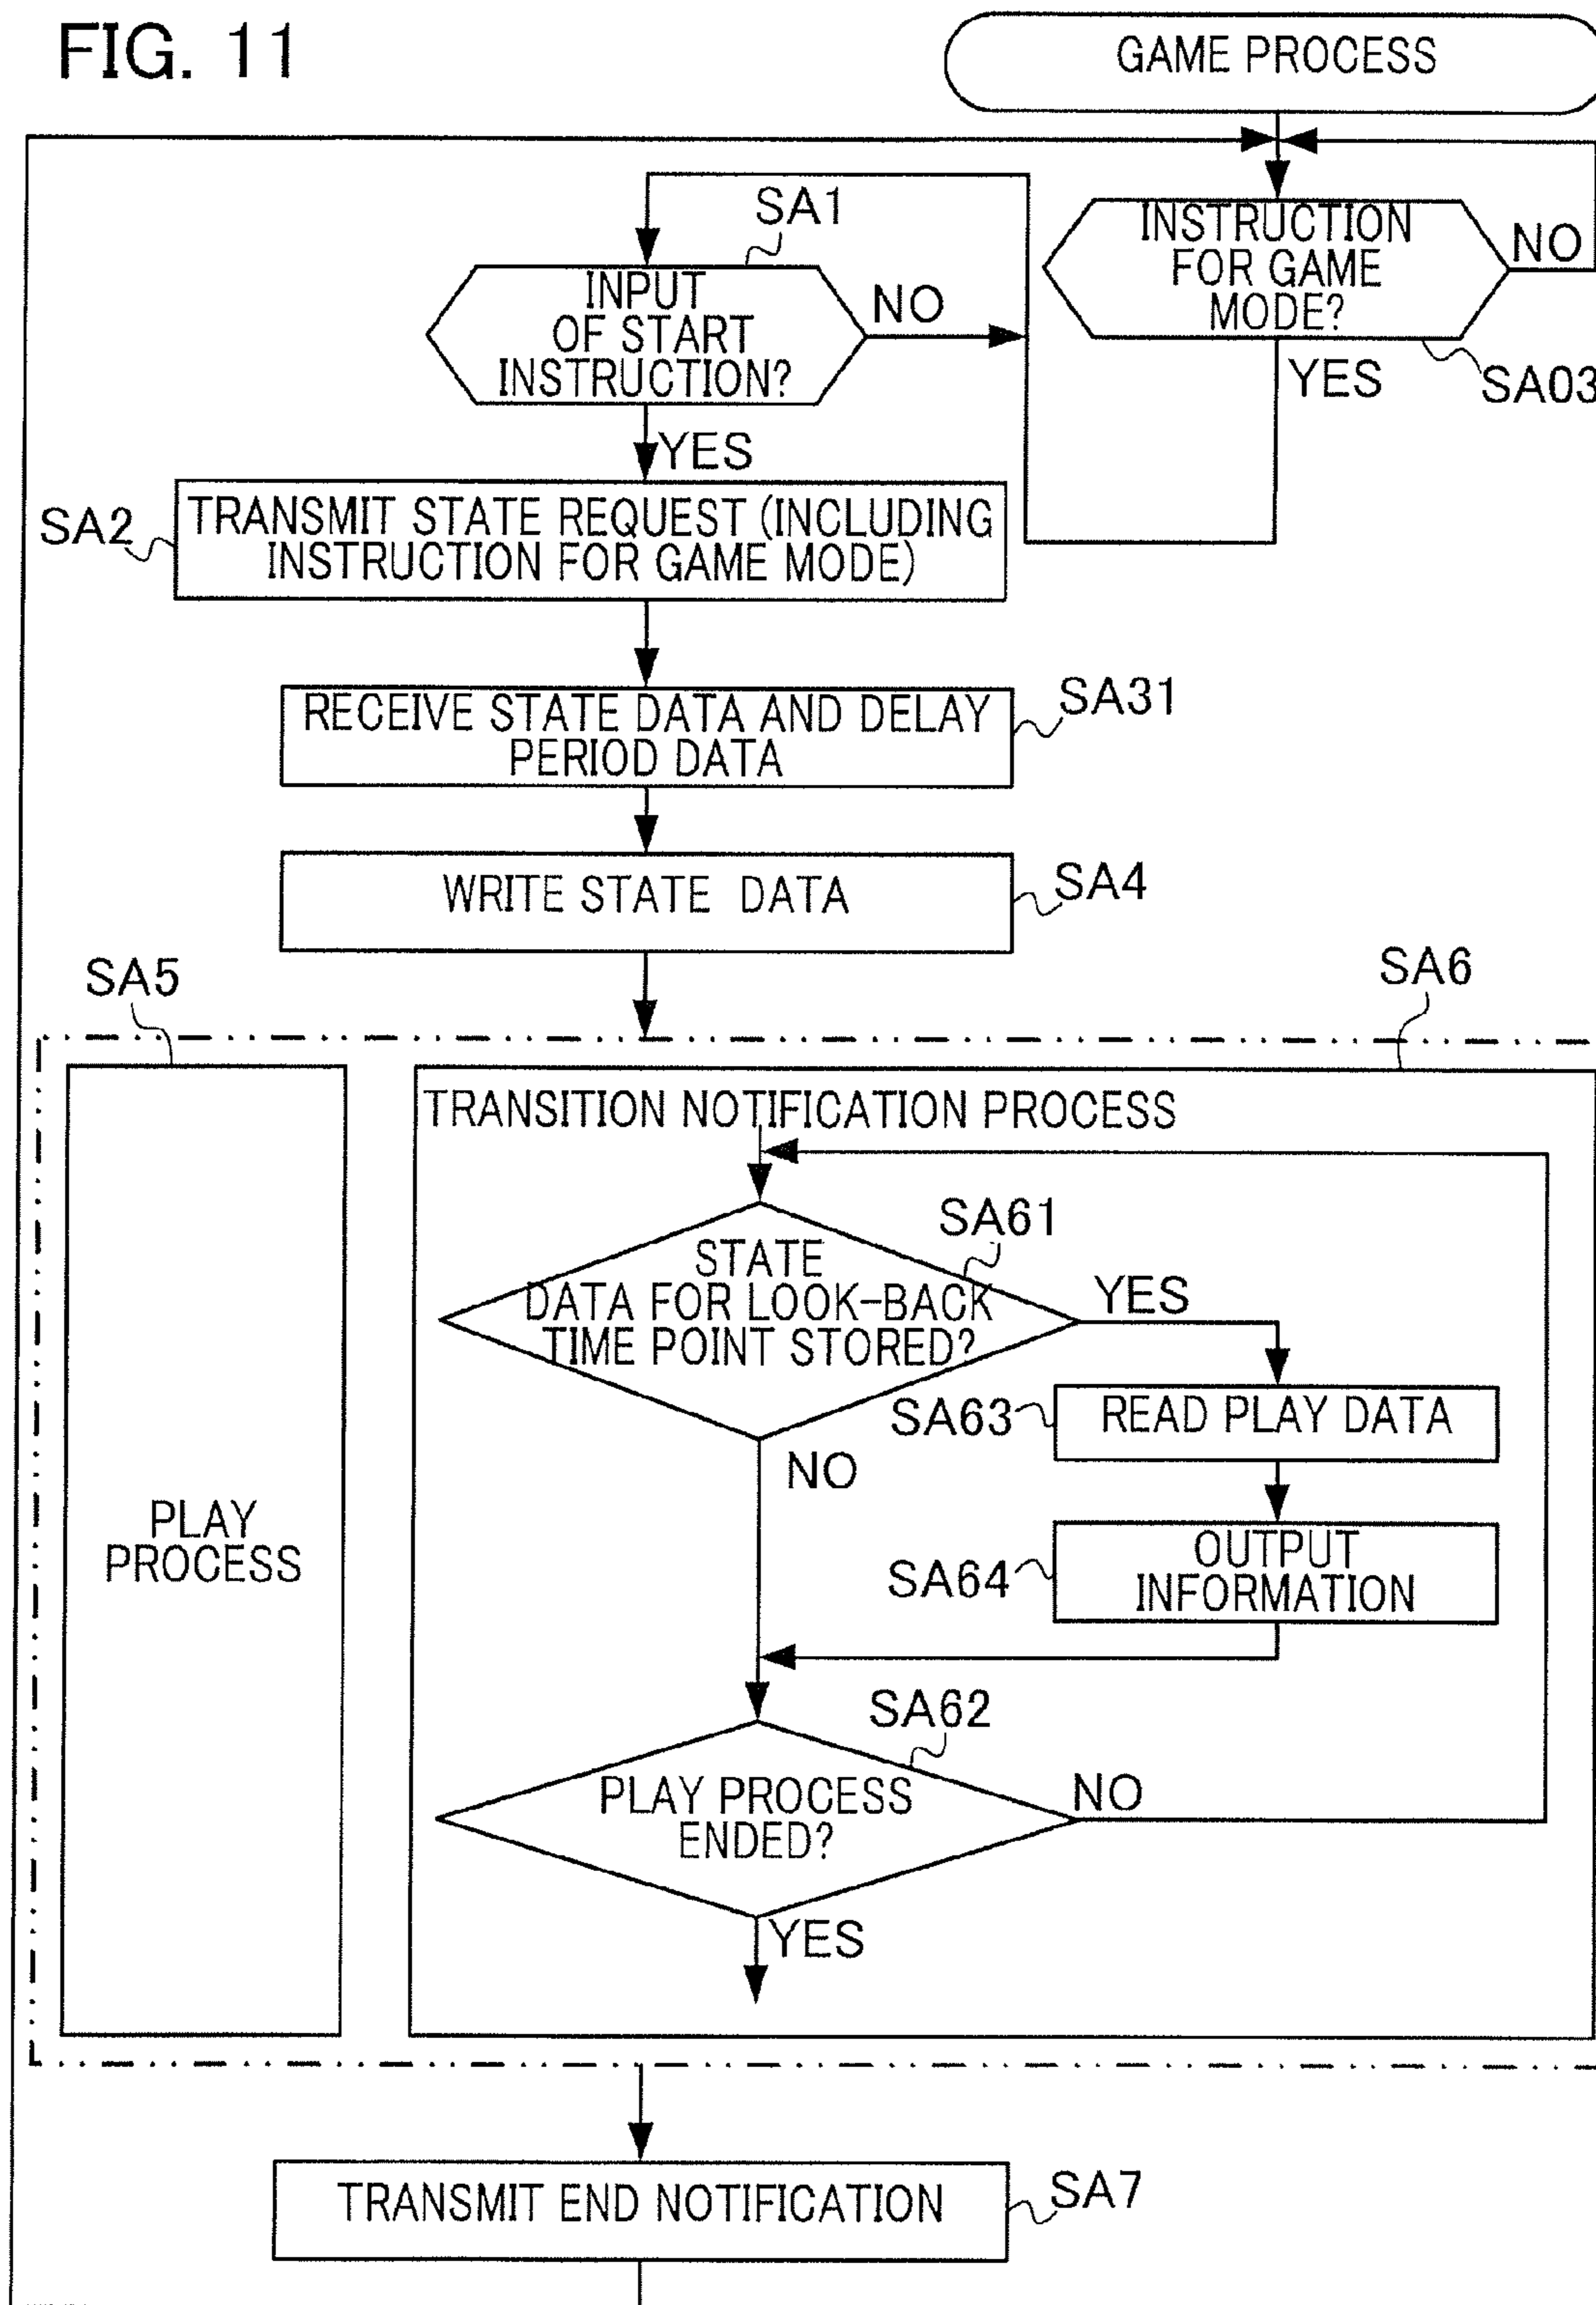 FIG. 11
GAME PROCESS
INSTRUCTION
FOR GAME
MODE?
NO
YES
SA03
SA1
INPUT
OF START
INSTRUCTION?
NO
YES
SA2
TRANSMIT STATE REQUEST (INCLUDING
INSTRUCTION FOR GAME MODE)
RECEIVE STATE DATA AND DELAY
PERIOD DATA
SA31
WRITE STATE DATA
SA4
SA5
SA6
PLAY
PROCESS
TRANSITION NOTIFICATION PROCESS
SA61
STATE
DATA FOR LOOK-BACK
TIME POINT STORED?
YES
NO
SA63
READ PLAY DATA
SA64
OUTPUT
INFORMATION
SA62
PLAY PROCESS
ENDED?
NO
YES
TRANSMIT END NOTIFICATION
SA7